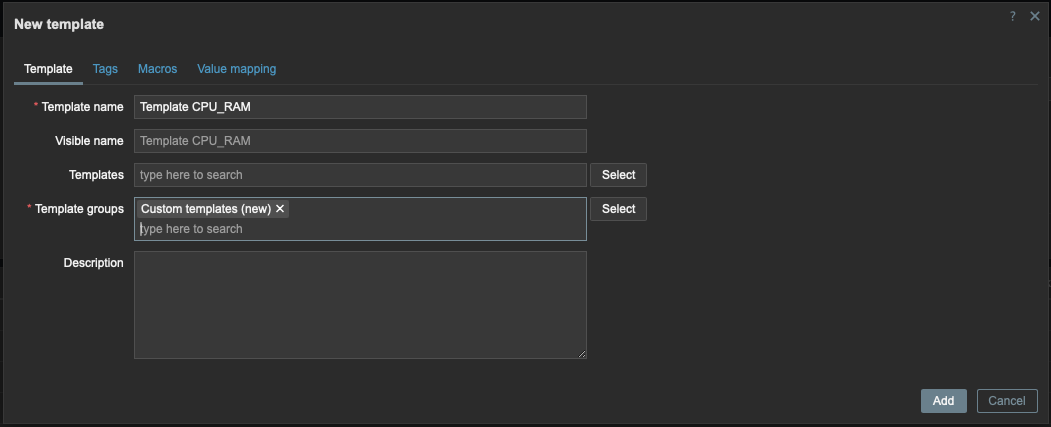 New template
? ✕
Template Tags Macros Value mapping
* Template name Template CPU_RAM
Visible name Template CPU_RAM
Templates type here to search Select
* Template groups Custom templates (new) ✕ Select
type here to search
Description
Add Cancel